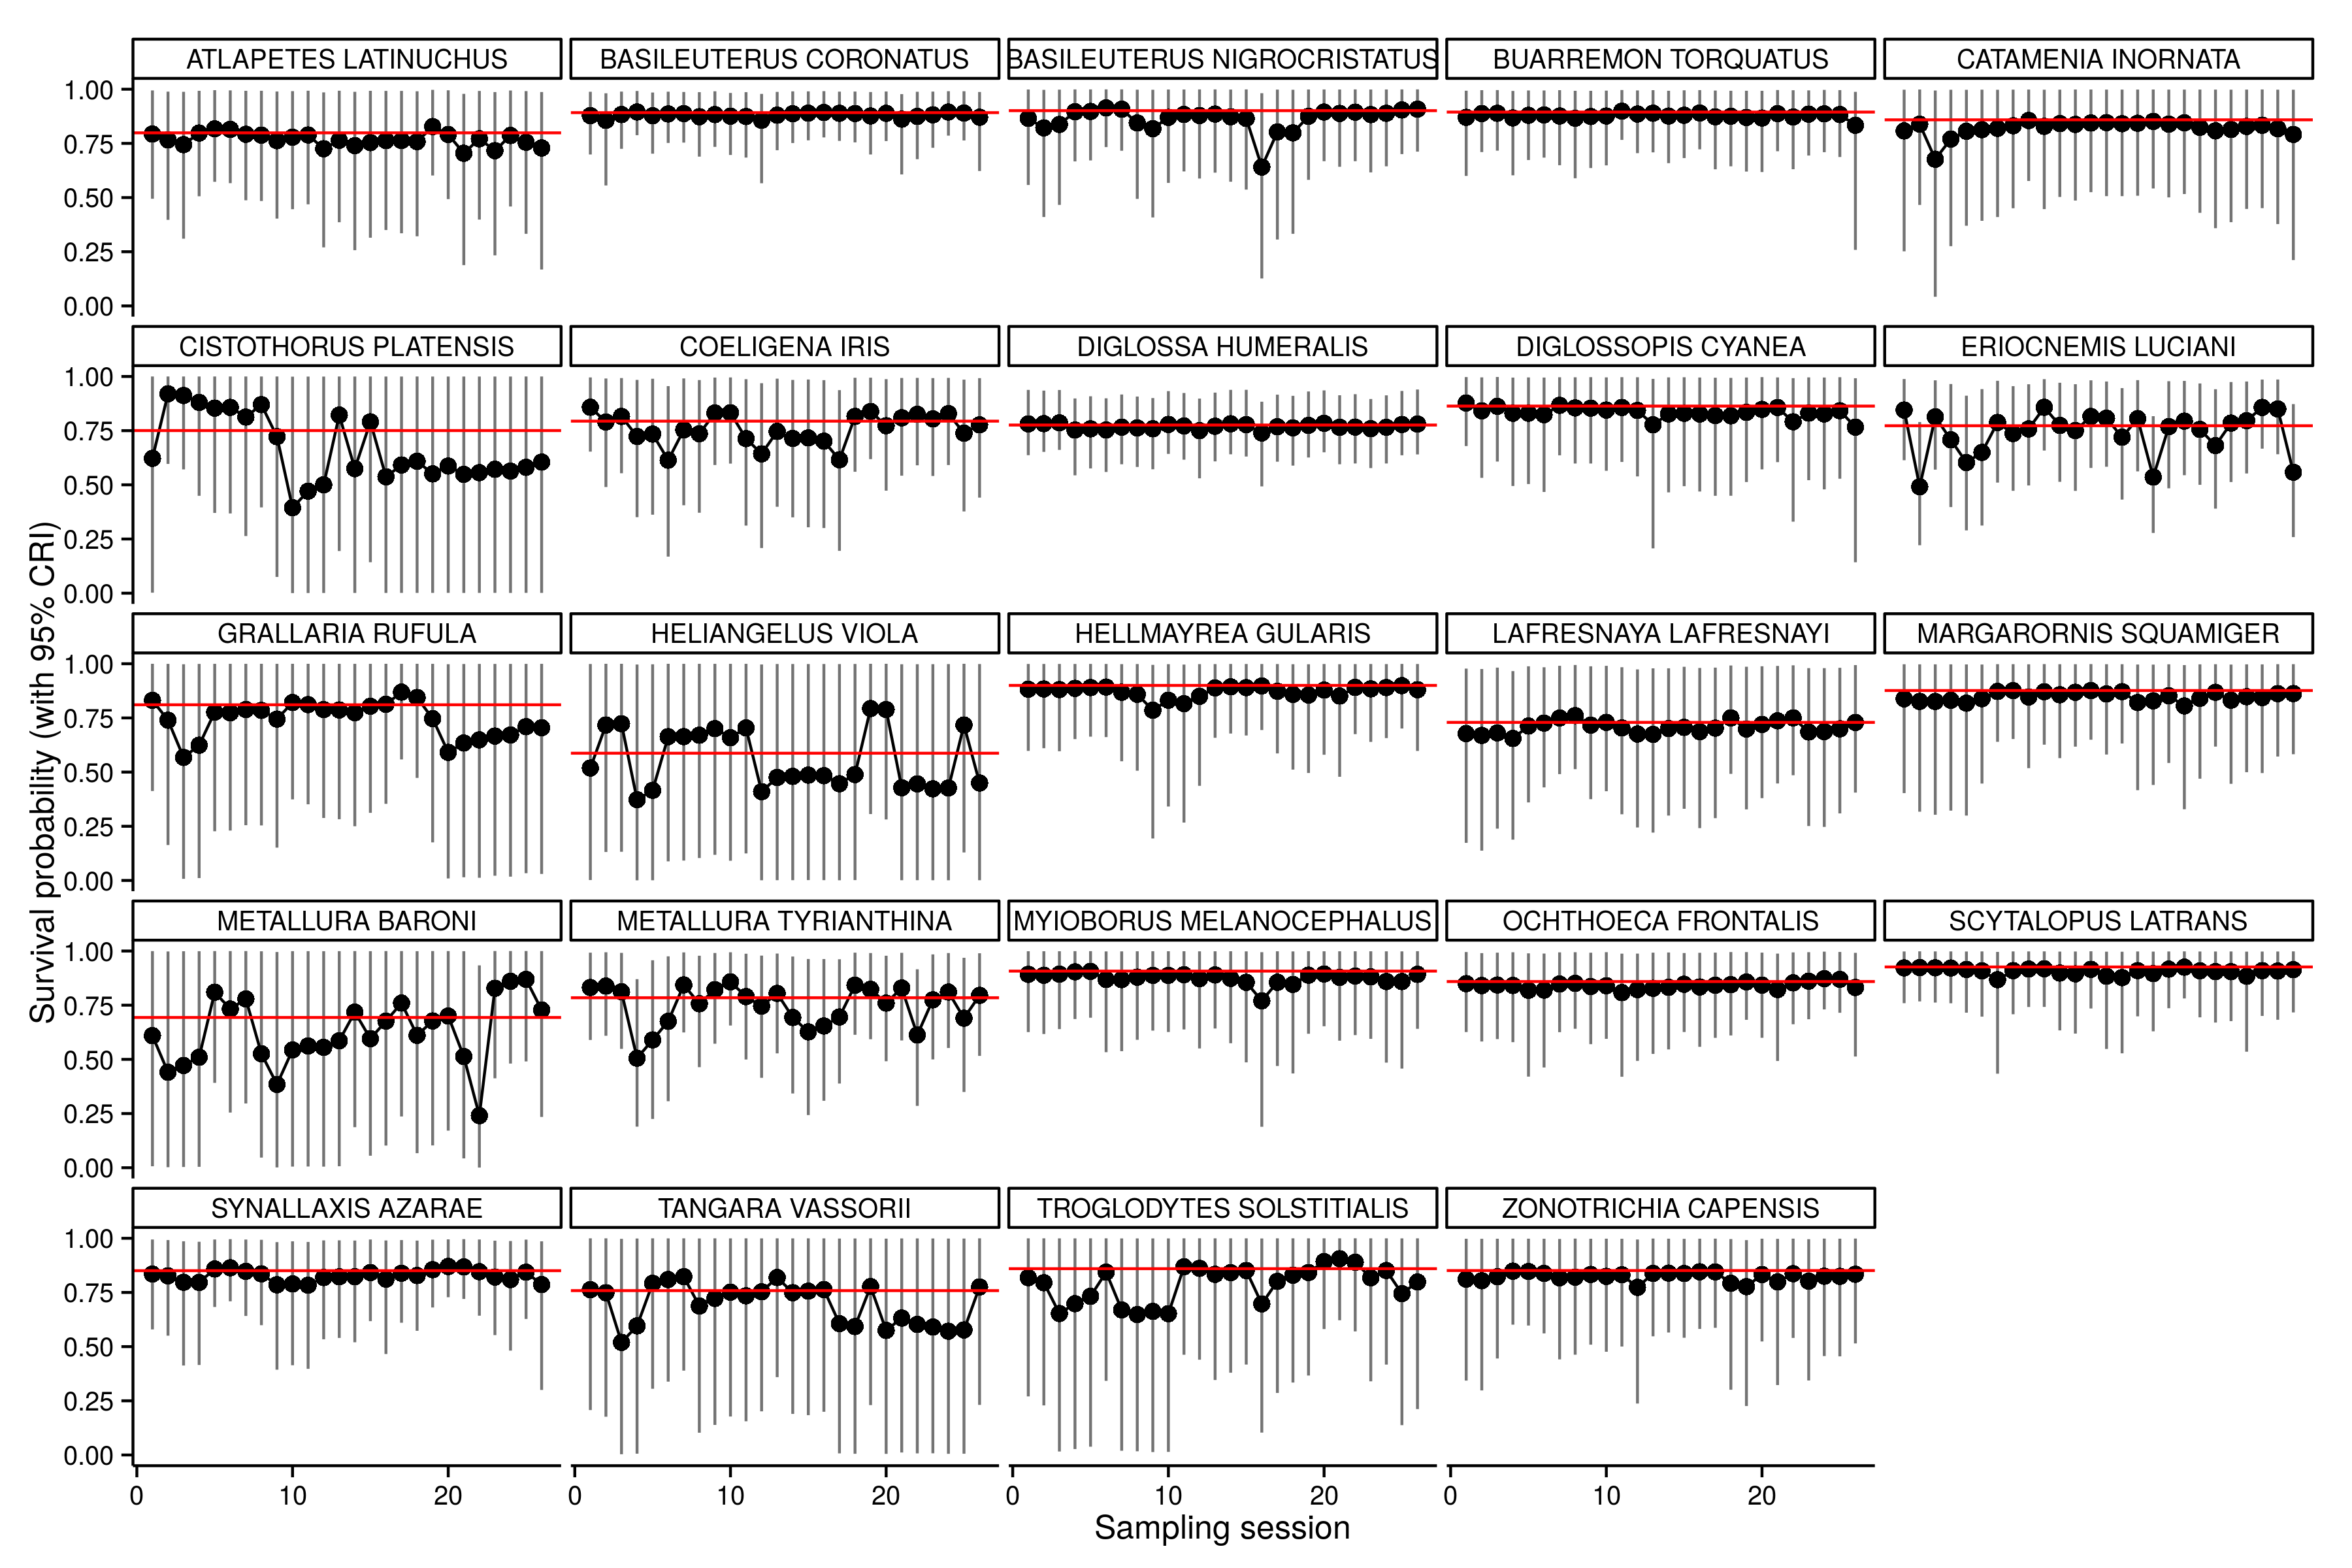 ATLAPETES LATINUCHUS
BASILEUTERUS CORONATUS
BASILEUTERUS NIGROCRISTATUS
BUARREMON TORQUATUS
CATAMENIA INORNATA
1.00
0.75
0.50
0.25
0.00
CISTOTHORUS PLATENSIS
COELIGENA IRIS
DIGLOSSA HUMERALIS
DIGLOSSOPIS CYANEA
ERIOCNEMIS LUCIANI
1.00
0.75
0.50
0.25
0.00
Survival probability (with 95% CRI)
GRALLARIA RUFULA
HELIANGELUS VIOLA
HELLMAYREA GULARIS
LAFRESNAYA LAFRESNAYI
MARGARORNIS SQUAMIGER
1.00
0.75
0.50
0.25
0.00
METALLURA BARONI
METALLURA TYRIANTHINA
MYIOBORUS MELANOCEPHALUS
OCHTHOECA FRONTALIS
SCYTALOPUS LATRANS
1.00
0.75
0.50
0.25
0.00
SYNALLAXIS AZARAE
TANGARA VASSORII
TROGLODYTES SOLSTITIALIS
ZONOTRICHIA CAPENSIS
1.00
0.75
0.50
0.25
0.00
0 10 20
0 10 20
0 10 20
0 10 20
Sampling session